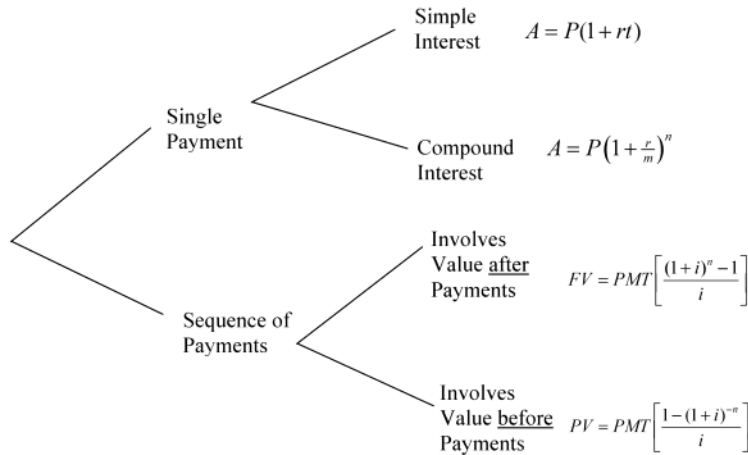 Simple
Interest
A = P(1 + rt)
Single
Payment
Compound
Interest
A = P(1 + r/m)^n
Involves
Value after
Payments
FV = PMT[((1 + i)^n − 1)/i]
Sequence of
Payments
Involves
Value before
Payments
PV = PMT[(1 − (1 + i)^−n)/i]